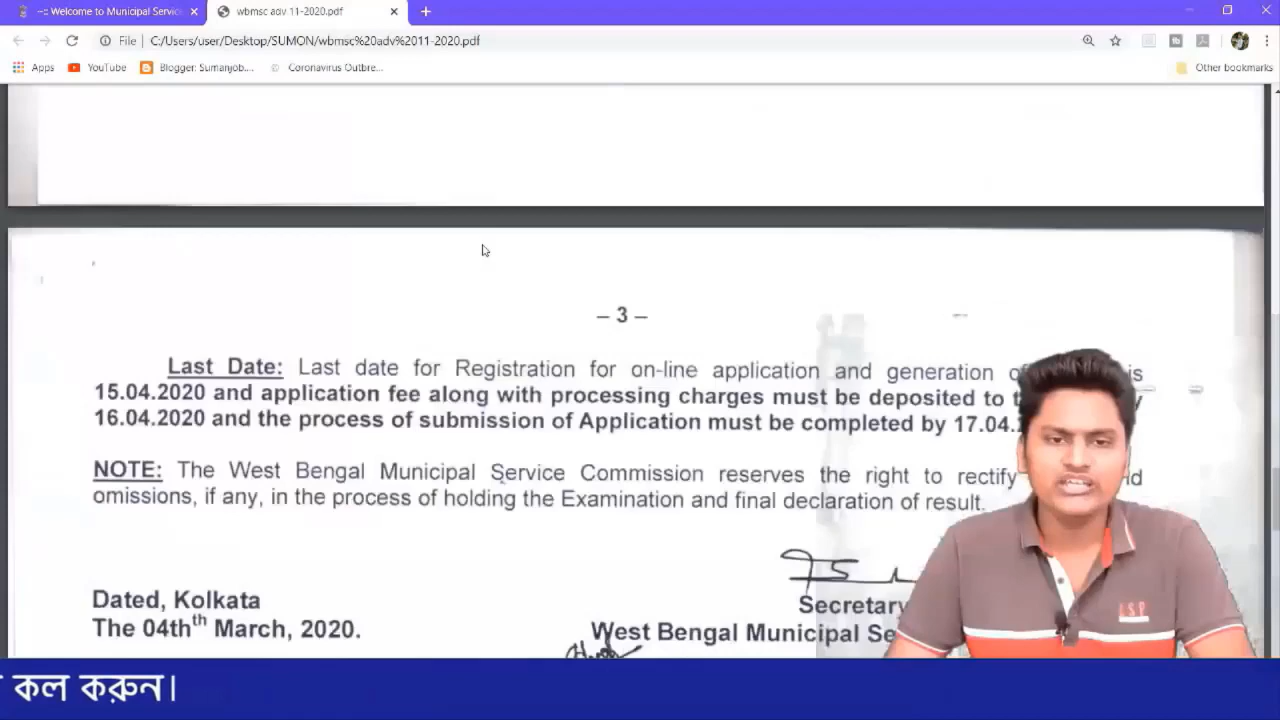 -:: Welcome to Municipal Service
wbmsc adv 11-2020.pdf
File
C:/Users/user/Desktop/SUMON/wbmsc%20adv%2011-2020.pdf
Apps
YouTube
Blogger: Sumanjob....
Coronavirus Outbre...
Other bookmarks
– 3 –
Last Date: Last date for Registration for on-line application and generation is
15.04.2020 and application fee along with processing charges must be deposited to
16.04.2020 and the process of submission of Application must be completed by 17.04.
NOTE: The West Bengal Municipal Service Commission reserves the right to rectify
omissions, if any, in the process of holding the Examination and final declaration of result.
Secretary
Dated, Kolkata
The 04th March, 2020.
West Bengal Municipal Se
কল করুন।